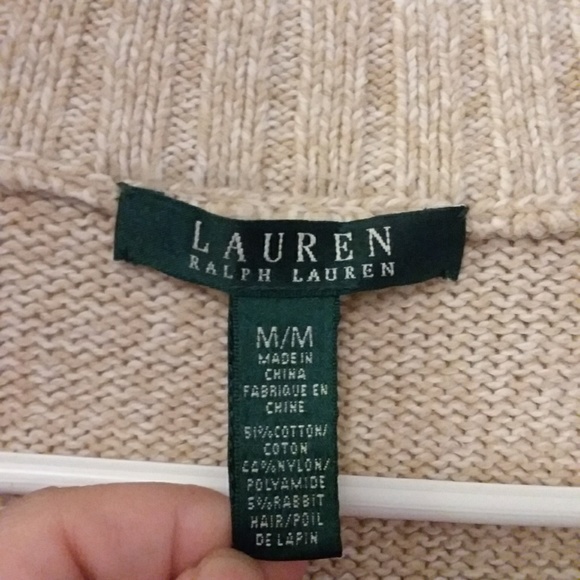 LAUREN
RALPH LAUREN
M/M
MADE IN
CHINA
FABRIQUE EN
CHINE
51%COTTON/
COTON
44%NYLON/
POLYAMIDE
5%RABBIT
HAIR/POIL
DE LAPIN